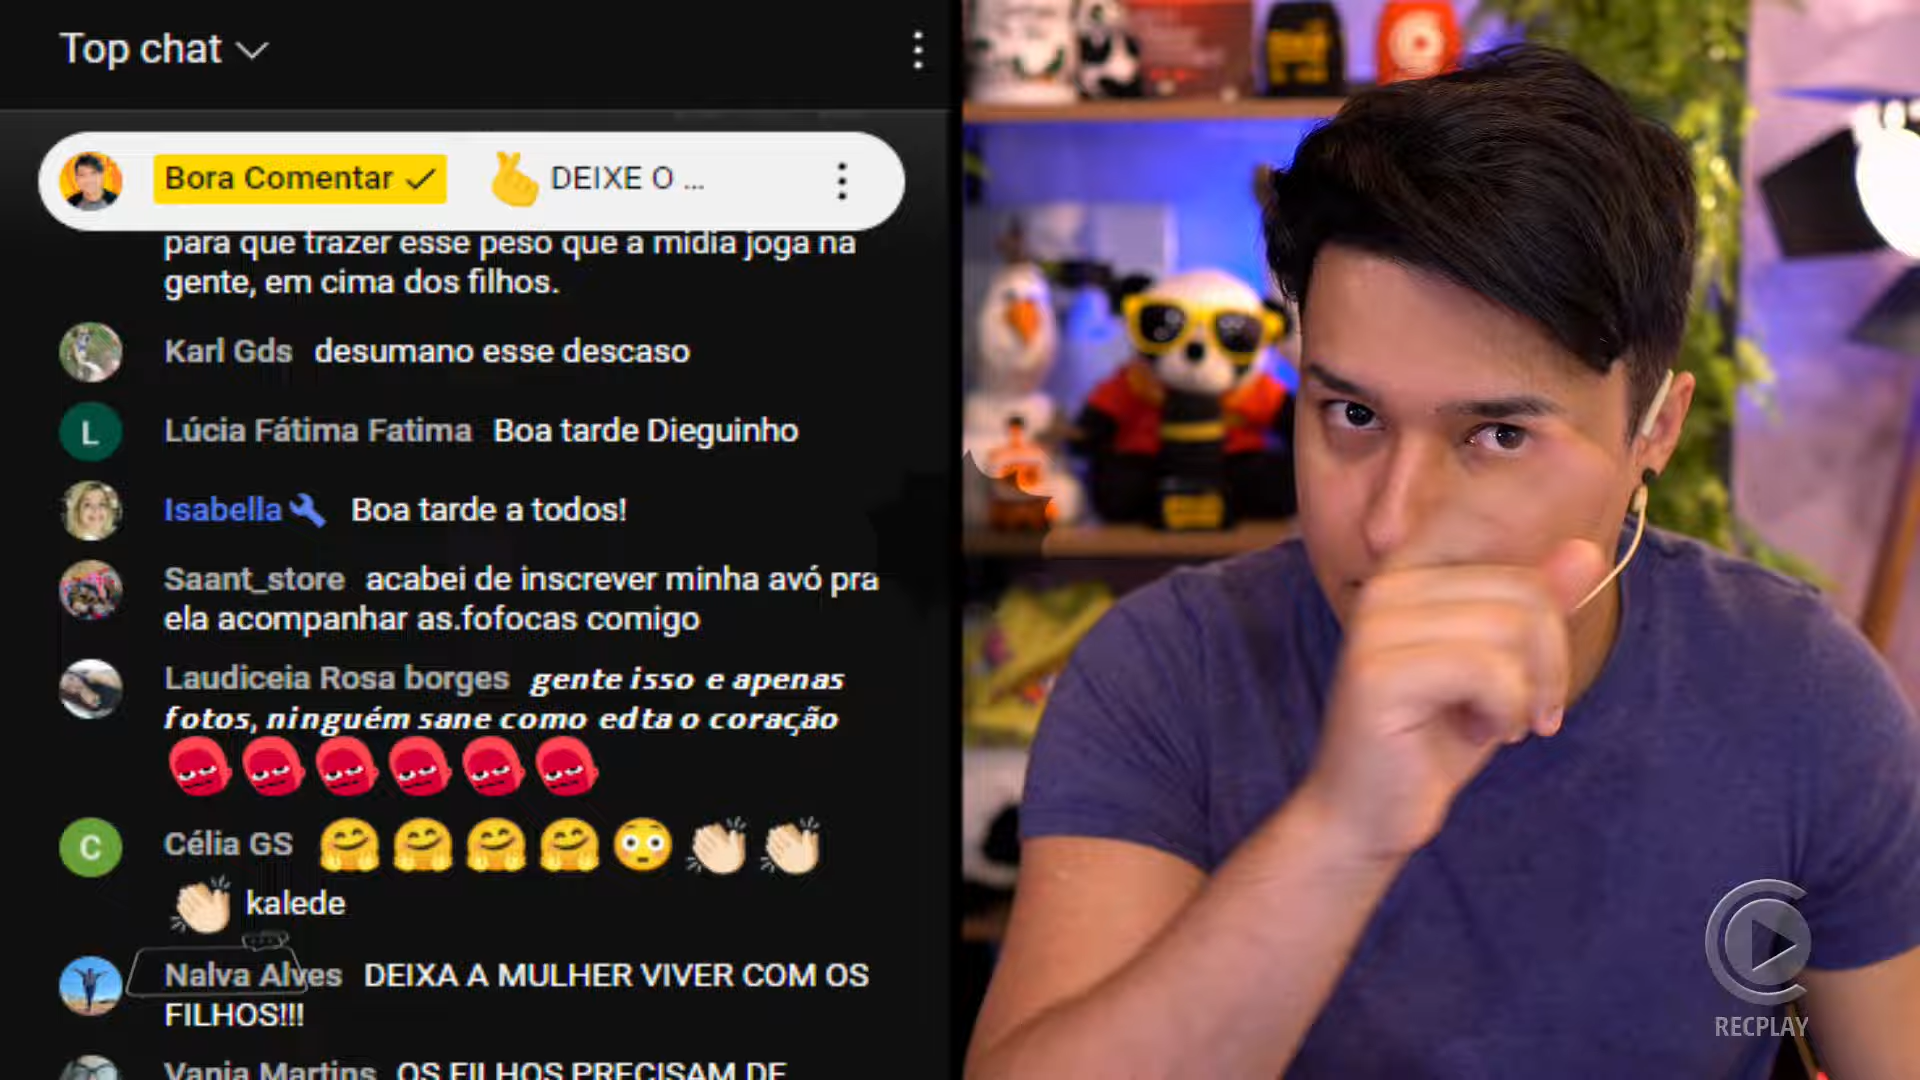 Top chat
Bora Comentar DEIXE O ...
para que trazer esse peso que a mídia joga na
gente, em cima dos filhos.
Karl Gds desumano esse descaso
L Lúcia Fátima Fatima Boa tarde Dieguinho
Isabella Boa tarde a todos!
Saant_store acabei de inscrever minha avó pra
ela acompanhar as.fofocas comigo
Laudiceia Rosa borges gente isso e apenas
fotos, ninguém sane como edta o coração
C Célia GS
kalede
Nalva Alves DEIXA A MULHER VIVER COM OS
FILHOS!!!
Vania Martins OS FILHOS PRECISAM DE
RECPLAY